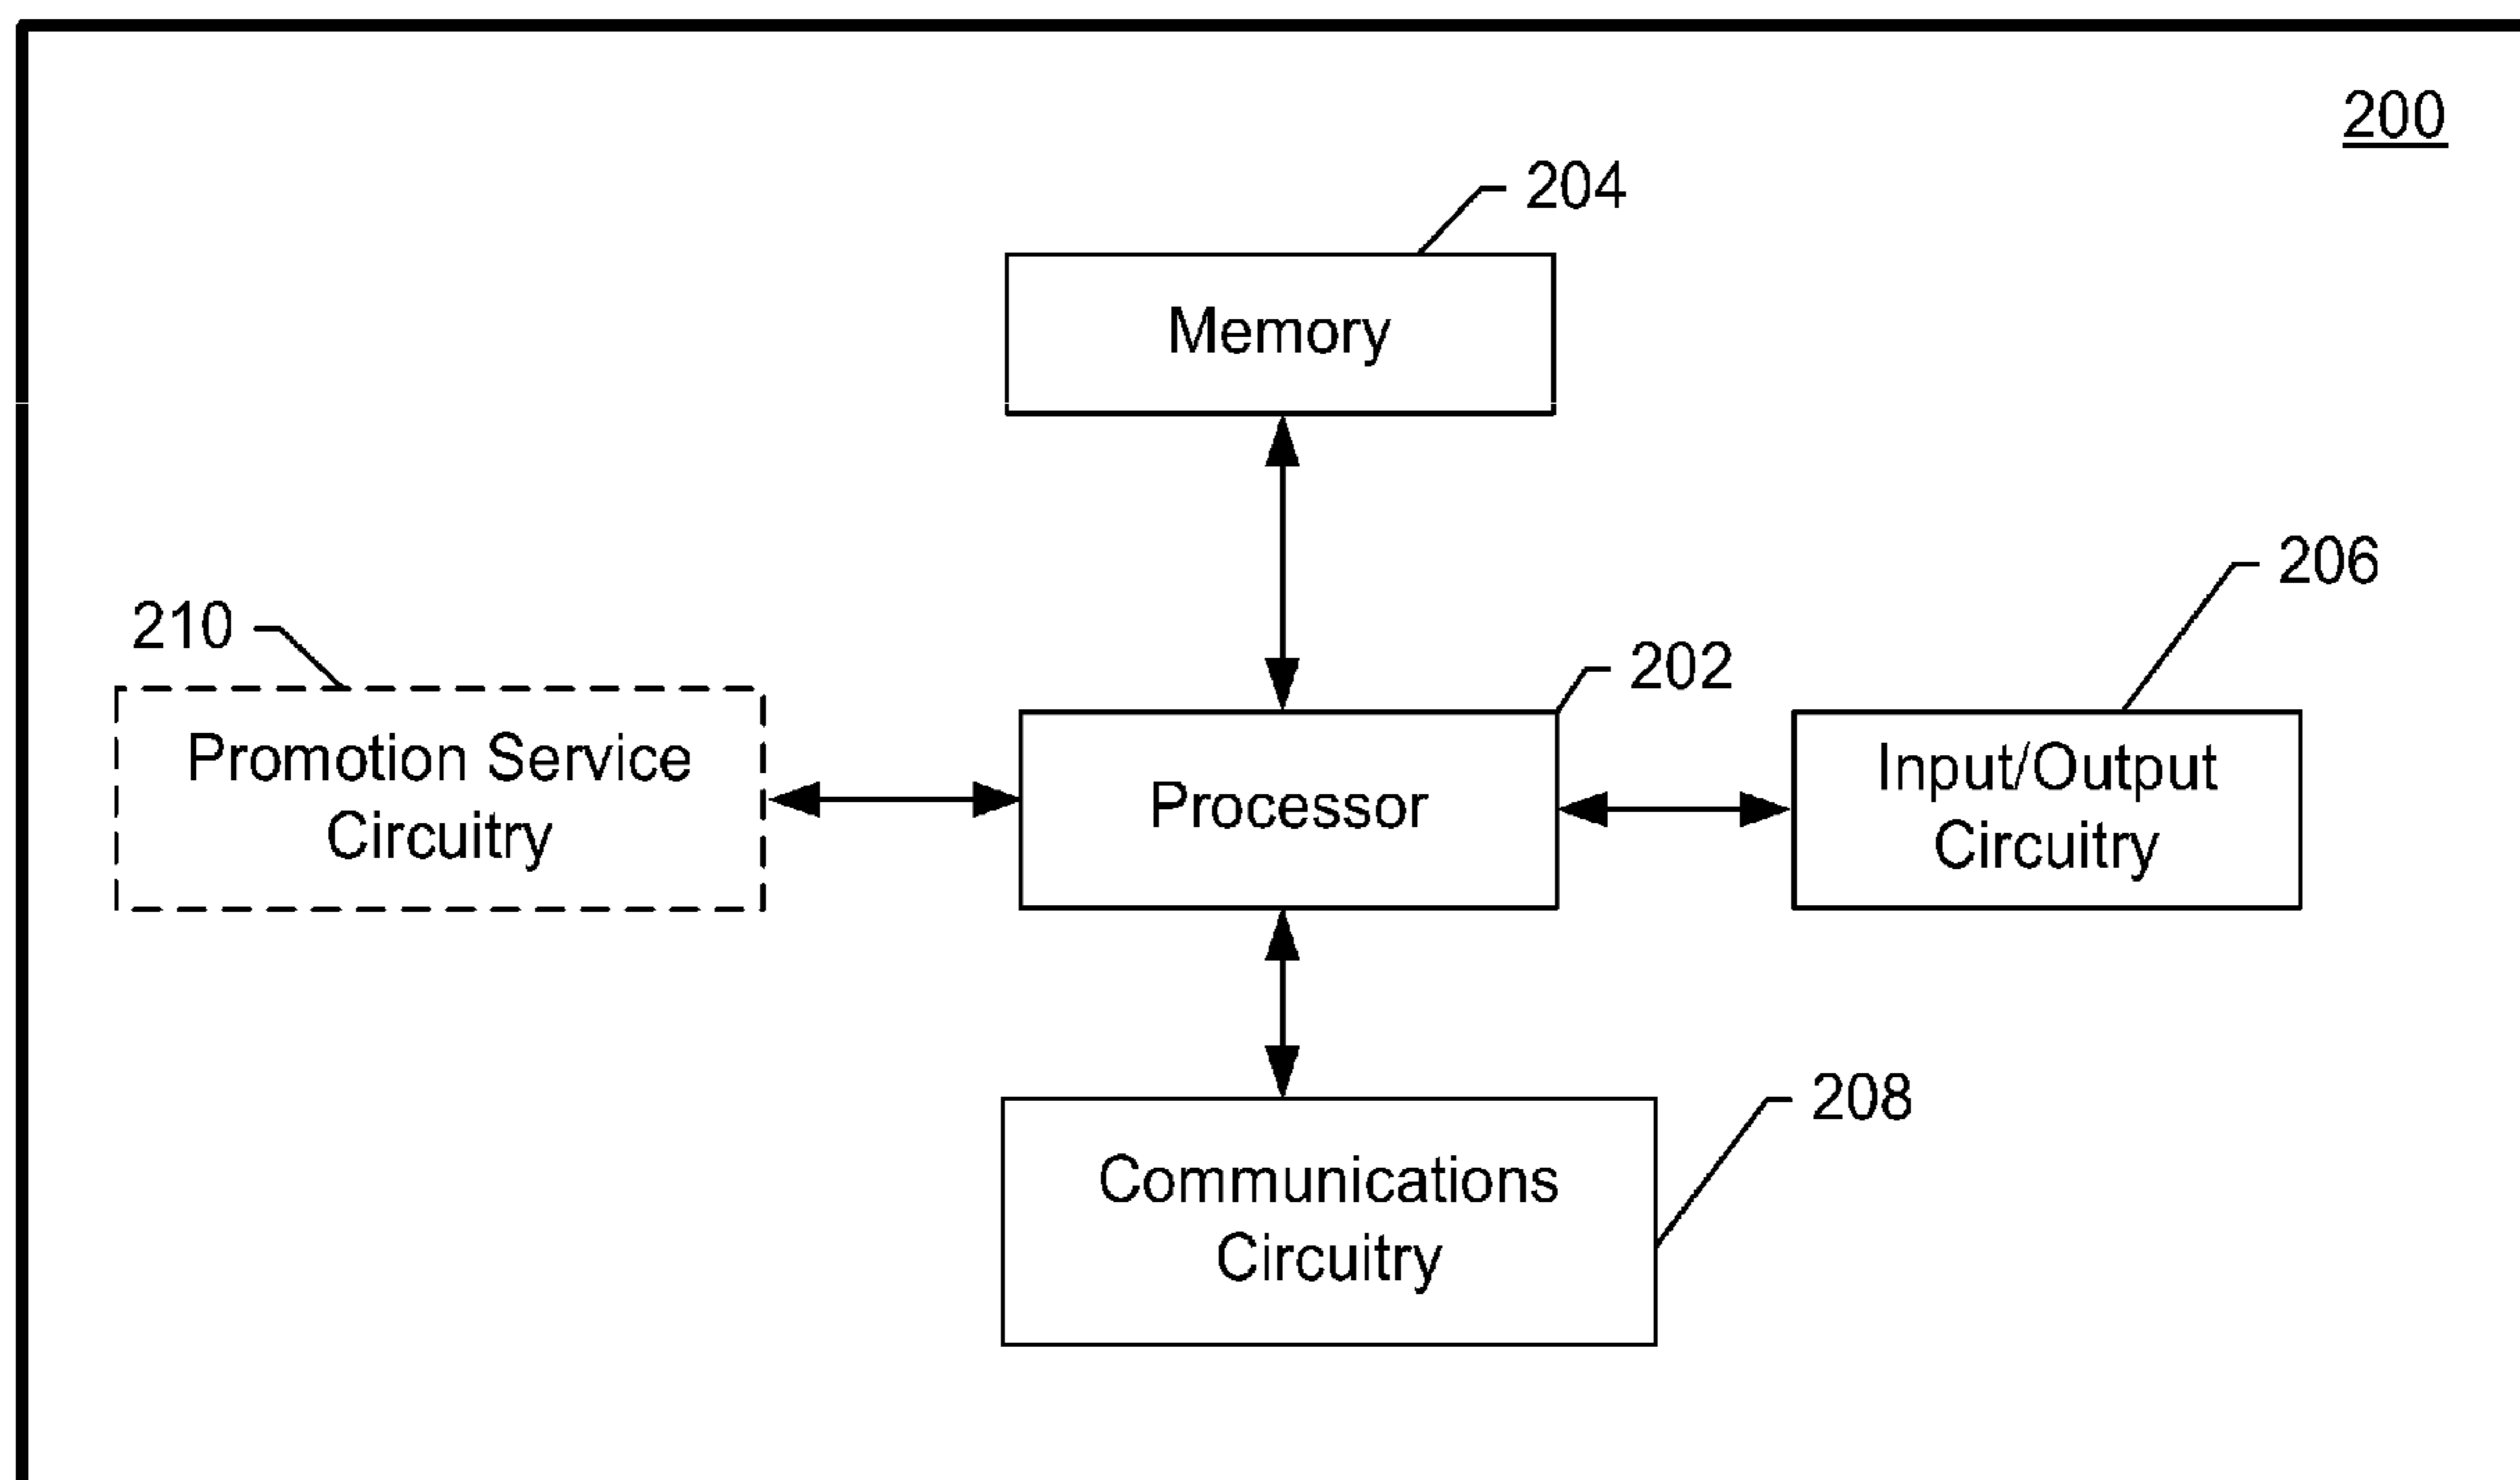 200
204
Memory
206
210
202
Promotion Service
Circuitry
Processor
Input/Output
Circuitry
208
Communications
Circuitry